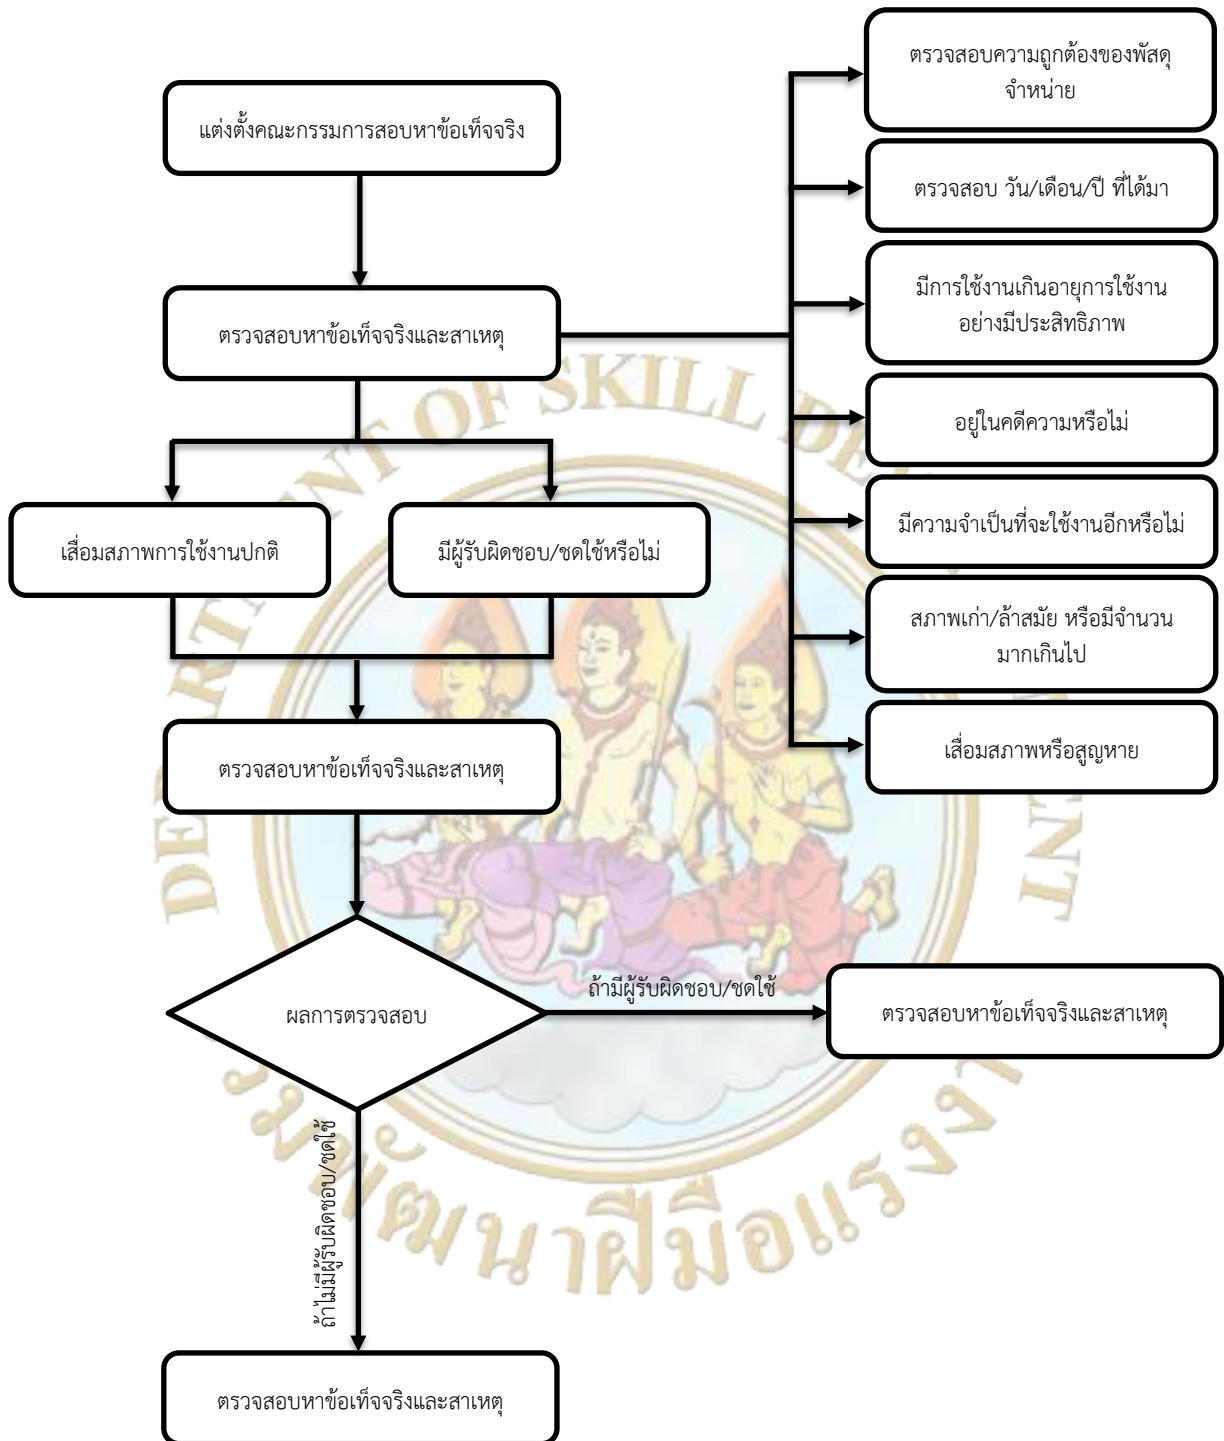 แต่งตั้งคณะกรรมการสอบหาข้อเท็จจริง
ตรวจสอบหาข้อเท็จจริงและสาเหตุ
ตรวจสอบความถูกต้องของพัสดุ
จำหน่าย
ตรวจสอบ วัน/เดือน/ปี ที่ได้มา
มีการใช้งานเกินอายุการใช้งาน
อย่างมีประสิทธิภาพ
อยู่ในคดีความหรือไม่
มีความจำเป็นที่จะใช้งานอีกหรือไม่
สภาพเก่า/ล้าสมัย หรือมีจำนวน
มากเกินไป
เสื่อมสภาพหรือสูญหาย
เสื่อมสภาพการใช้งานปกติ
มีผู้รับผิดชอบ/ชดใช้หรือไม่
ตรวจสอบหาข้อเท็จจริงและสาเหตุ
ผลการตรวจสอบ
ถ้ามีผู้รับผิดชอบ/ชดใช้
ตรวจสอบหาข้อเท็จจริงและสาเหตุ
ถ้าไม่มีผู้รับผิดชอบ/ชดใช้
ตรวจสอบหาข้อเท็จจริงและสาเหตุ
OF SKILL
พัฒนาฝีมือแรงงา